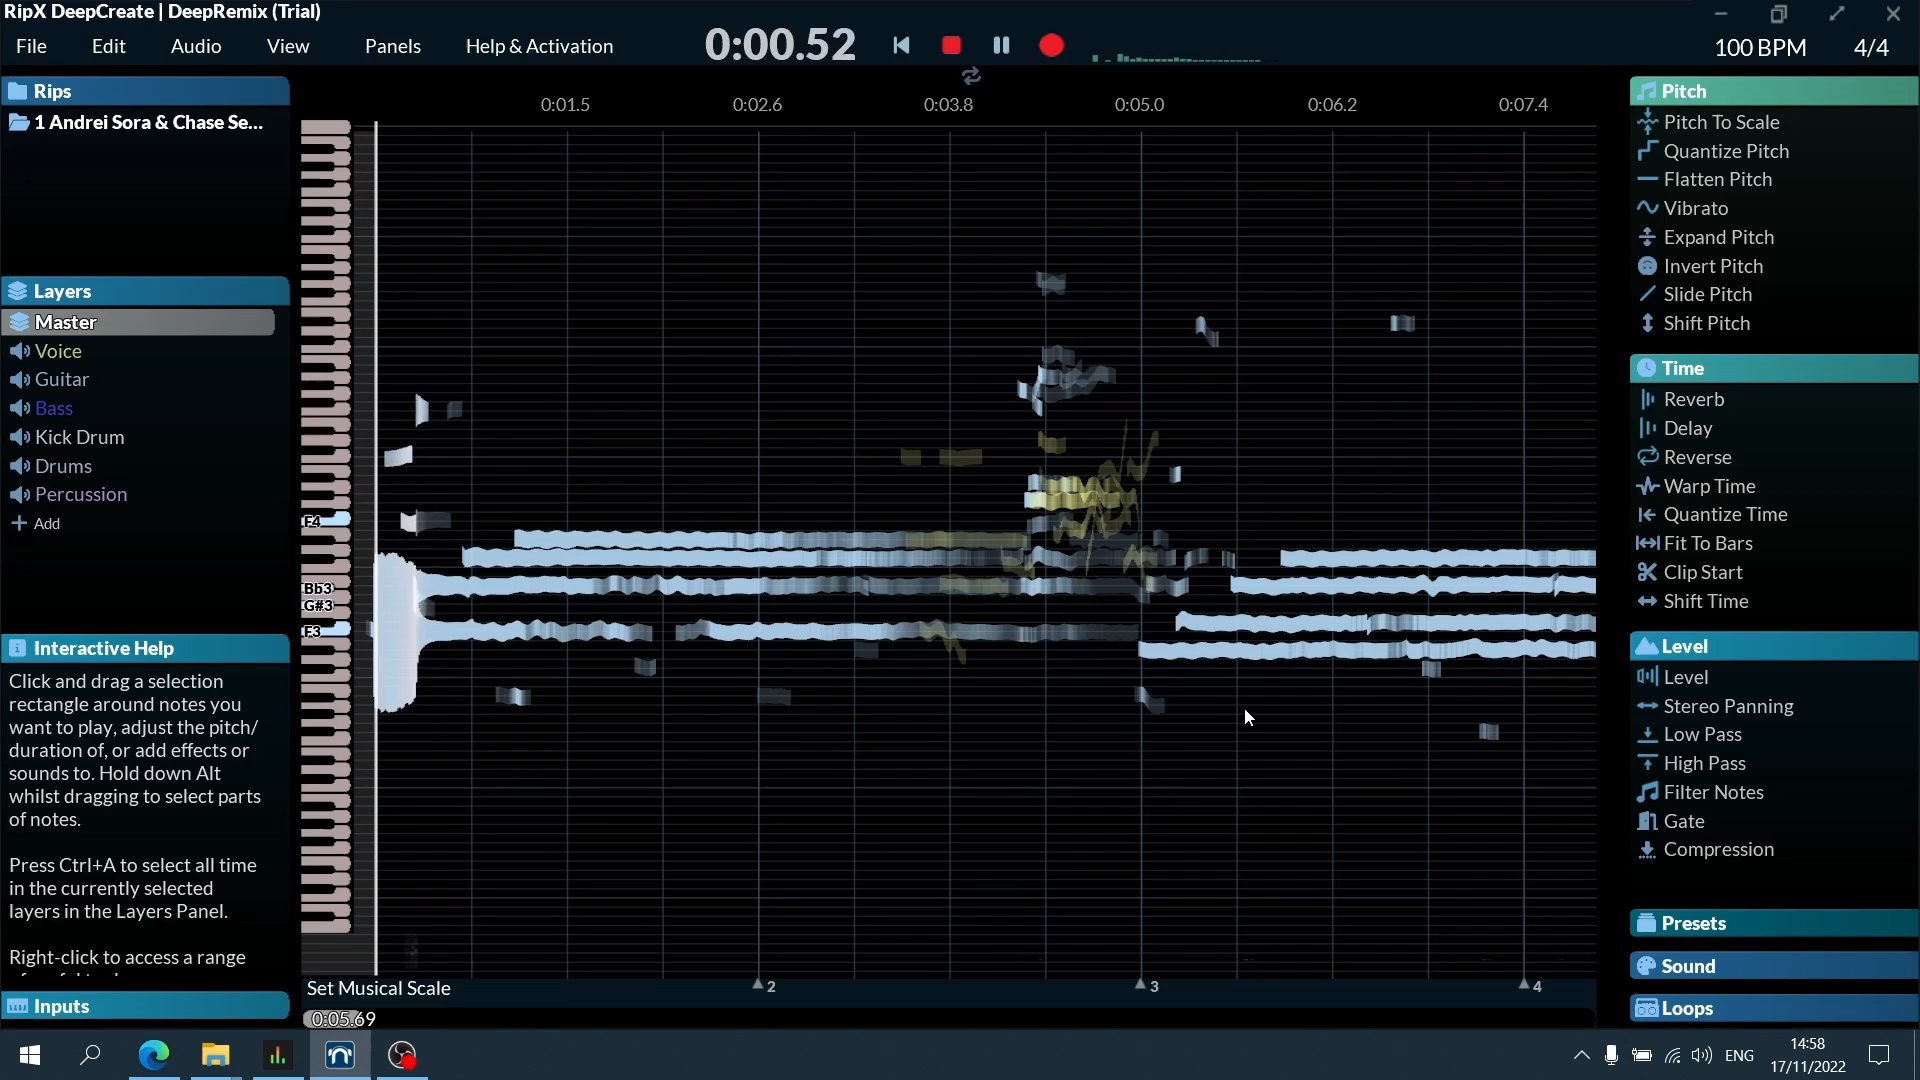 RipX DeepCreate | DeepRemix (Trial)
File Edit Audio View Panels Help & Activation
0:00.52
100 BPM 4/4
Rips
1 Andrei Sora & Chase Se...
Layers
Master
Voice
Guitar
Bass
Kick Drum
Drums
Percussion
Add
Interactive Help
Click and drag a selection
rectangle around notes you
want to play, adjust the pitch/
duration of, or add effects or
sounds to. Hold down Alt
whilst dragging to select parts
of notes.
Press Ctrl+A to select all time
in the currently selected
layers in the Layers Panel.
Right-click to access a range
Inputs
0:01.5 0:02.6 0:03.8 0:05.0 0:06.2 0:07.4
F4
Bb3
G#3
F3
Set Musical Scale
2 3 4
0:05.69
Pitch
Pitch To Scale
Quantize Pitch
Flatten Pitch
Vibrato
Expand Pitch
Invert Pitch
Slide Pitch
Shift Pitch
Time
Reverb
Delay
Reverse
Warp Time
Quantize Time
Fit To Bars
Clip Start
Shift Time
Level
Level
Stereo Panning
Low Pass
High Pass
Filter Notes
Gate
Compression
Presets
Sound
Loops
ENG
14:58
17/11/2022